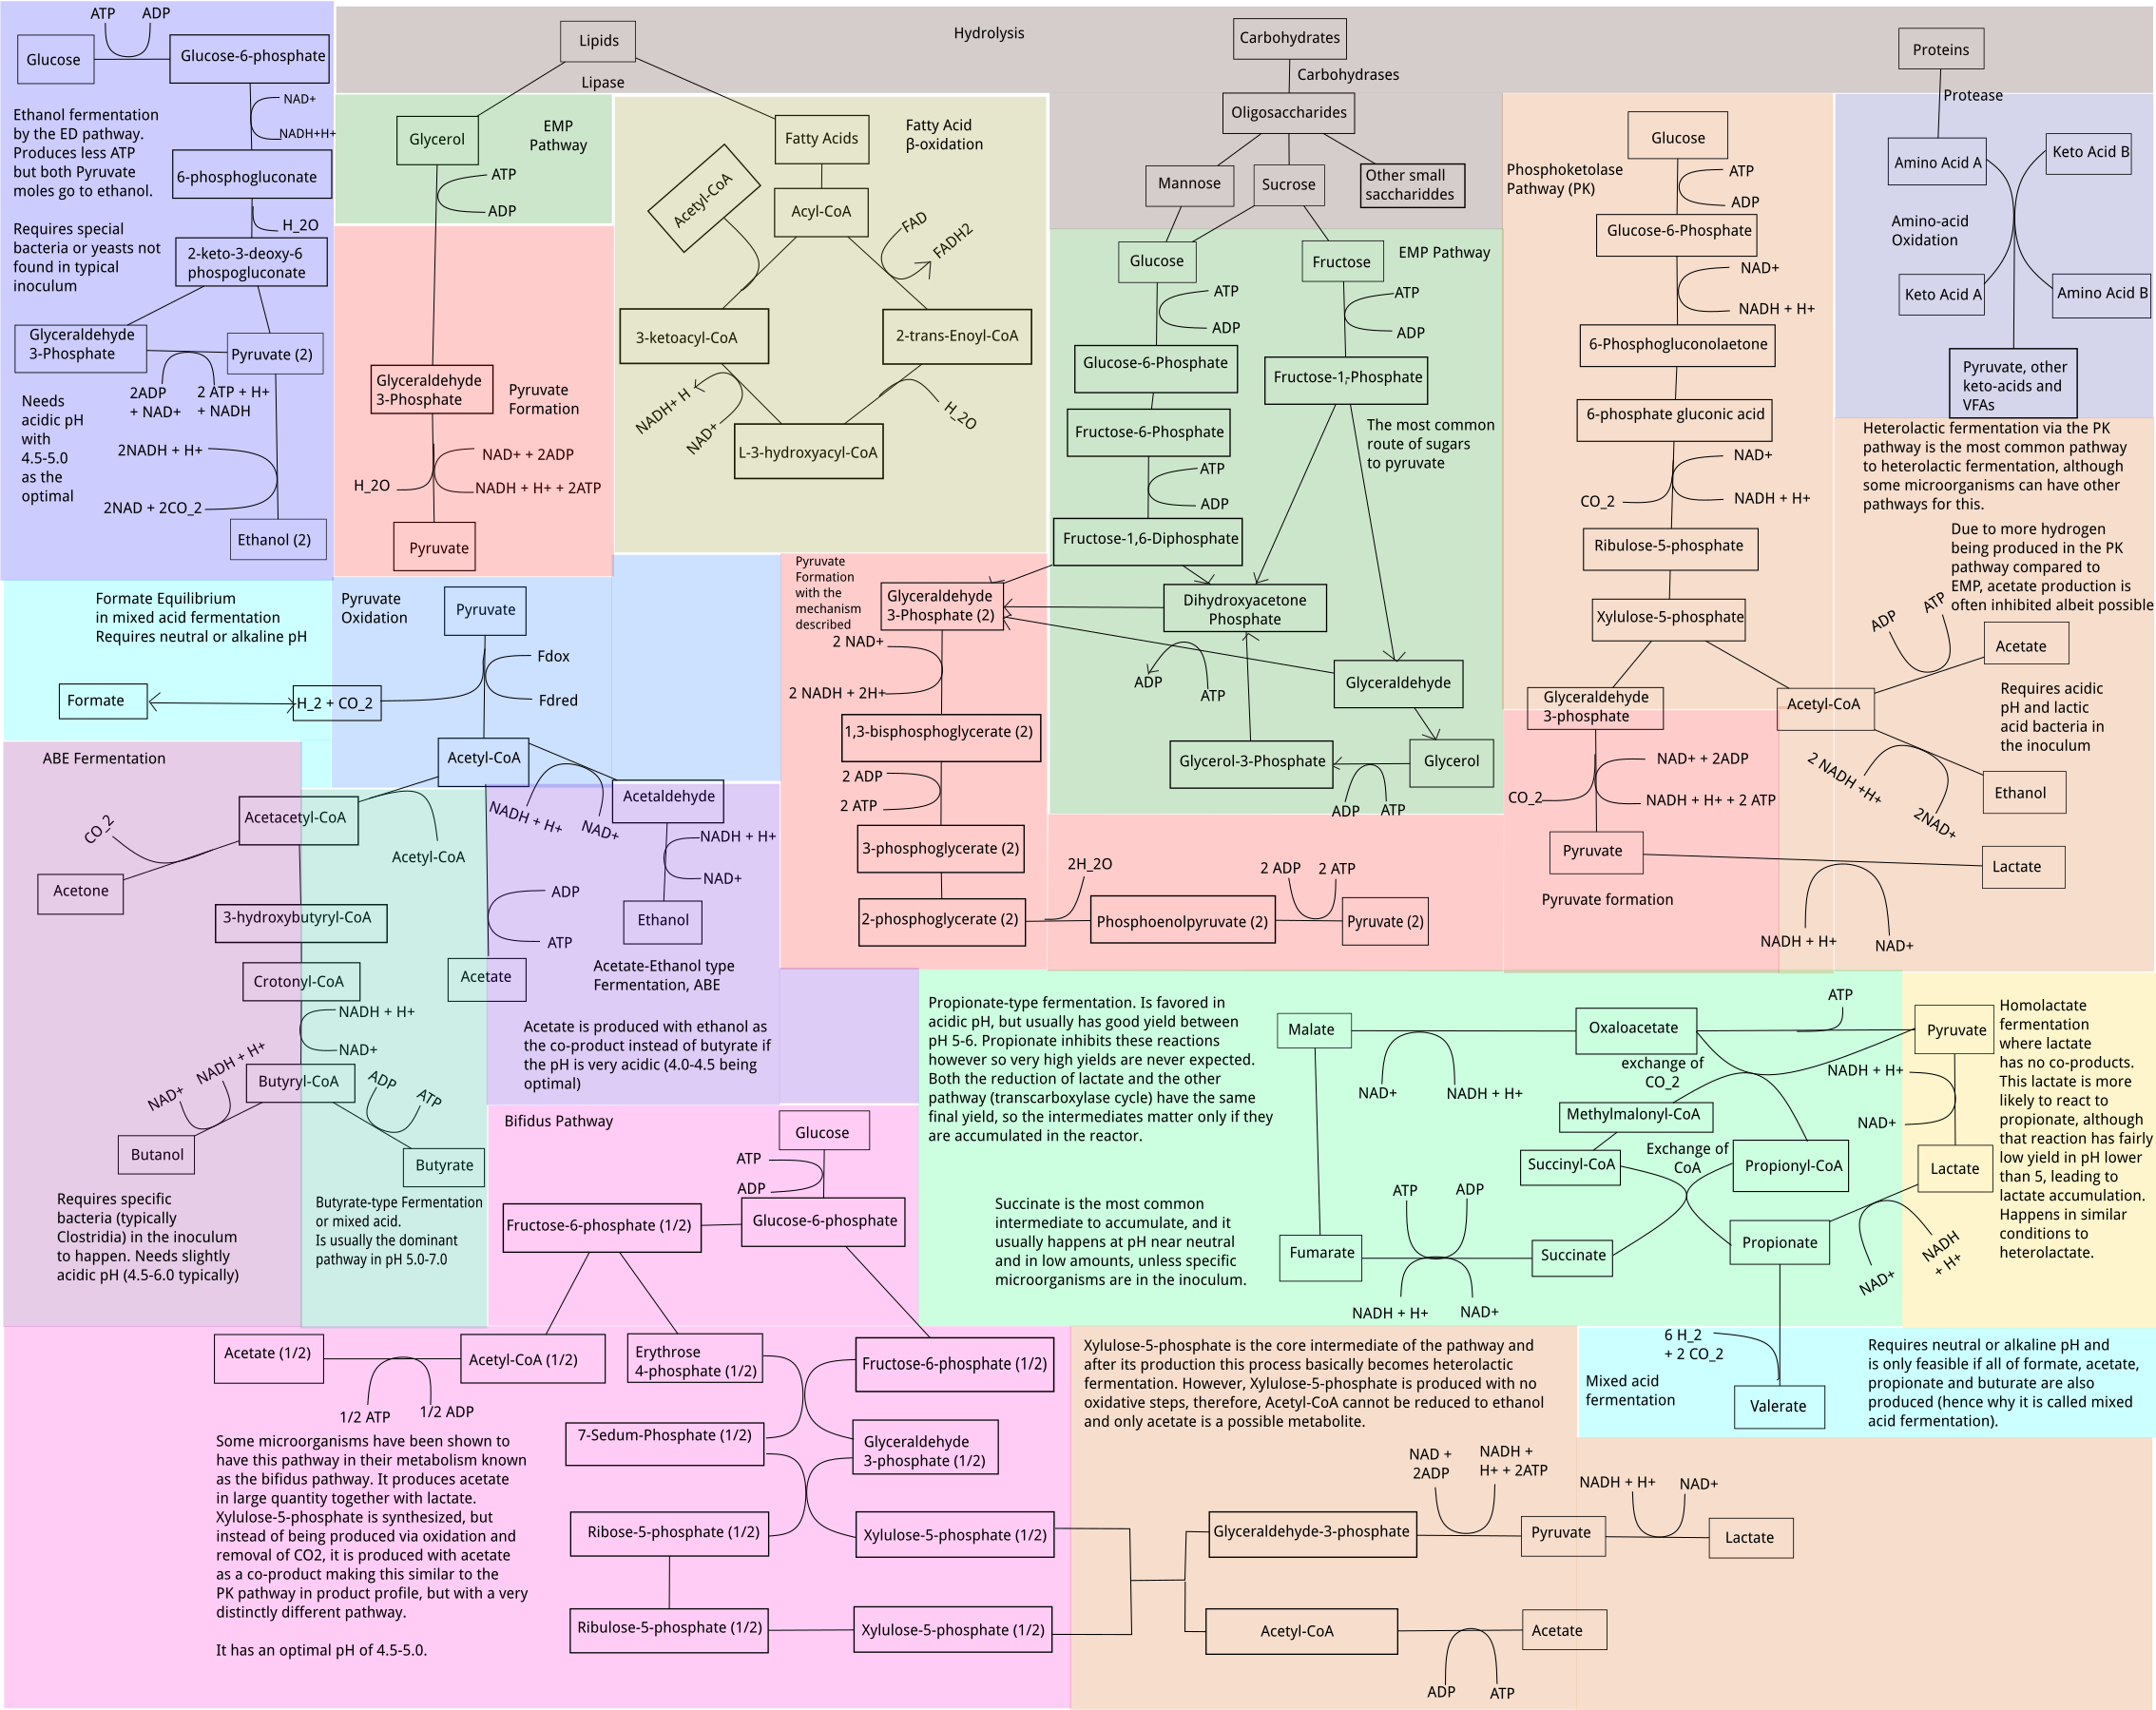 ATP
ADP
Glucose
Glucose-6-phosphate
NAD+
NADH+H+
Ethanol fermentation
by the ED pathway.
Produces less ATP
but both Pyruvate
moles go to ethanol.
Requires special
bacteria or yeasts not
found in typical
inoculum
6-phosphogluconate
H_2O
2-keto-3-deoxy-6
phospogluconate
Glyceraldehyde
3-Phosphate
Pyruvate (2)
2ADP
+ NAD+
2 ATP + H+
+ NADH
Needs
acidic pH
with
4.5-5.0
as the
optimal
2NADH + H+
2NAD + 2CO_2
Ethanol (2)
Hydrolysis
Lipids
Lipase
Carbohydrates
Carbohydrases
Proteins
Protease
Glycerol
EMP
Pathway
ATP
ADP
Glyceraldehyde
3-Phosphate
Pyruvate
Formation
NAD+ + 2ADP
H_2O
NADH + H+ + 2ATP
Pyruvate
Fatty Acids
Fatty Acid
β-oxidation
Acetyl-CoA
Acyl-CoA
FAD
FADH2
3-ketoacyl-CoA
2-trans-Enoyl-CoA
NADH+ H
NAD+
H_2O
L-3-hydroxyacyl-CoA
Oligosaccharides
Mannose
Sucrose
Other small
sacchariddes
Glucose
Fructose
EMP Pathway
ATP
ADP
ATP
ADP
Glucose-6-Phosphate
Fructose-1,-Phosphate
Fructose-6-Phosphate
The most common
route of sugars
to pyruvate
ATP
ADP
Fructose-1,6-Diphosphate
Dihydroxyacetone
Phosphate
ADP
ATP
Glyceraldehyde
Glycerol-3-Phosphate
Glycerol
ADP
ATP
Phosphoketolase
Pathway (PK)
Glucose
ATP
ADP
Glucose-6-Phosphate
NAD+
NADH + H+
6-Phosphogluconolaetone
6-phosphate gluconic acid
NAD+
CO_2
NADH + H+
Ribulose-5-phosphate
Xylulose-5-phosphate
Glyceraldehyde
3-phosphate
Acetyl-CoA
Amino Acid A
Keto Acid B
Amino-acid
Oxidation
Keto Acid A
Amino Acid B
Pyruvate, other
keto-acids and
VFAs
Heterolactic fermentation via the PK
pathway is the most common pathway
to heterolactic fermentation, although
some microorganisms can have other
pathways for this.
Due to more hydrogen
being produced in the PK
pathway compared to
EMP, acetate production is
often inhibited albeit possible
ADP
ATP
Acetate
Requires acidic
pH and lactic
acid bacteria in
the inoculum
2 NADH +H+
2NAD+
Ethanol
NAD+ + 2ADP
CO_2
NADH + H+ + 2 ATP
Pyruvate
Lactate
Pyruvate formation
NADH + H+
NAD+
Formate Equilibrium
in mixed acid fermentation
Requires neutral or alkaline pH
Formate
H_2 + CO_2
Pyruvate
Oxidation
Pyruvate
Fdox
Fdred
Acetyl-CoA
Pyruvate
Formation
with the
mechanism
described
Glyceraldehyde
3-Phosphate (2)
2 NAD+
2 NADH + 2H+
1,3-bisphosphoglycerate (2)
2 ADP
2 ATP
3-phosphoglycerate (2)
2-phosphoglycerate (2)
2H_2O
Phosphoenolpyruvate (2)
2 ADP
2 ATP
Pyruvate (2)
ABE Fermentation
Acetacetyl-CoA
CO_2
Acetyl-CoA
Acetone
3-hydroxybutyryl-CoA
Crotonyl-CoA
NADH + H+
NAD+
NAD+
NADH + H+
Butyryl-CoA
ADP
ATP
Butanol
Butyrate
Requires specific
bacteria (typically
Clostridia) in the inoculum
to happen. Needs slightly
acidic pH (4.5-6.0 typically)
Butyrate-type Fermentation
or mixed acid.
Is usually the dominant
pathway in pH 5.0-7.0
NADH + H+
NAD+
Acetaldehyde
NADH + H+
NAD+
ADP
ATP
Ethanol
Acetate
Acetate-Ethanol type
Fermentation, ABE
Acetate is produced with ethanol as
the co-product instead of butyrate if
the pH is very acidic (4.0-4.5 being
optimal)
Propionate-type fermentation. Is favored in
acidic pH, but usually has good yield between
pH 5-6. Propionate inhibits these reactions
however so very high yields are never expected.
Both the reduction of lactate and the other
pathway (transcarboxylase cycle) have the same
final yield, so the intermediates matter only if they
are accumulated in the reactor.
Succinate is the most common
intermediate to accumulate, and it
usually happens at pH near neutral
and in low amounts, unless specific
microorganisms are in the inoculum.
Malate
NAD+
NADH + H+
Oxaloacetate
ATP
exchange of
CO_2
Methylmalonyl-CoA
Succinyl-CoA
Exchange of
CoA
Propionyl-CoA
ATP
ADP
Fumarate
NADH + H+
NAD+
Succinate
Propionate
Pyruvate
NADH + H+
NAD+
Lactate
NAD+
NADH
+ H+
Homolactate
fermentation
where lactate
has no co-products.
This lactate is more
likely to react to
propionate, although
that reaction has fairly
low yield in pH lower
than 5, leading to
lactate accumulation.
Happens in similar
conditions to
heterolactate.
Bifidus Pathway
Glucose
ATP
ADP
Fructose-6-phosphate (1/2)
Glucose-6-phosphate
Acetate (1/2)
Acetyl-CoA (1/2)
1/2 ATP
1/2 ADP
Erythrose
4-phosphate (1/2)
Fructose-6-phosphate (1/2)
7-Sedum-Phosphate (1/2)
Glyceraldehyde
3-phosphate (1/2)
Ribose-5-phosphate (1/2)
Xylulose-5-phosphate (1/2)
Ribulose-5-phosphate (1/2)
Xylulose-5-phosphate (1/2)
Some microorganisms have been shown to
have this pathway in their metabolism known
as the bifidus pathway. It produces acetate
in large quantity together with lactate.
Xylulose-5-phosphate is synthesized, but
instead of being produced via oxidation and
removal of CO2, it is produced with acetate
as a co-product making this similar to the
PK pathway in product profile, but with a very
distinctly different pathway.
It has an optimal pH of 4.5-5.0.
Xylulose-5-phosphate is the core intermediate of the pathway and
after its production this process basically becomes heterolactic
fermentation. However, Xylulose-5-phosphate is produced with no
oxidative steps, therefore, Acetyl-CoA cannot be reduced to ethanol
and only acetate is a possible metabolite.
NAD +
2ADP
NADH +
H+ + 2ATP
Glyceraldehyde-3-phosphate
Pyruvate
NADH + H+
NAD+
Lactate
Acetyl-CoA
Acetate
ADP
ATP
6 H_2
+ 2 CO_2
Mixed acid
fermentation
Valerate
Requires neutral or alkaline pH and
is only feasible if all of formate, acetate,
propionate and buturate are also
produced (hence why it is called mixed
acid fermentation).